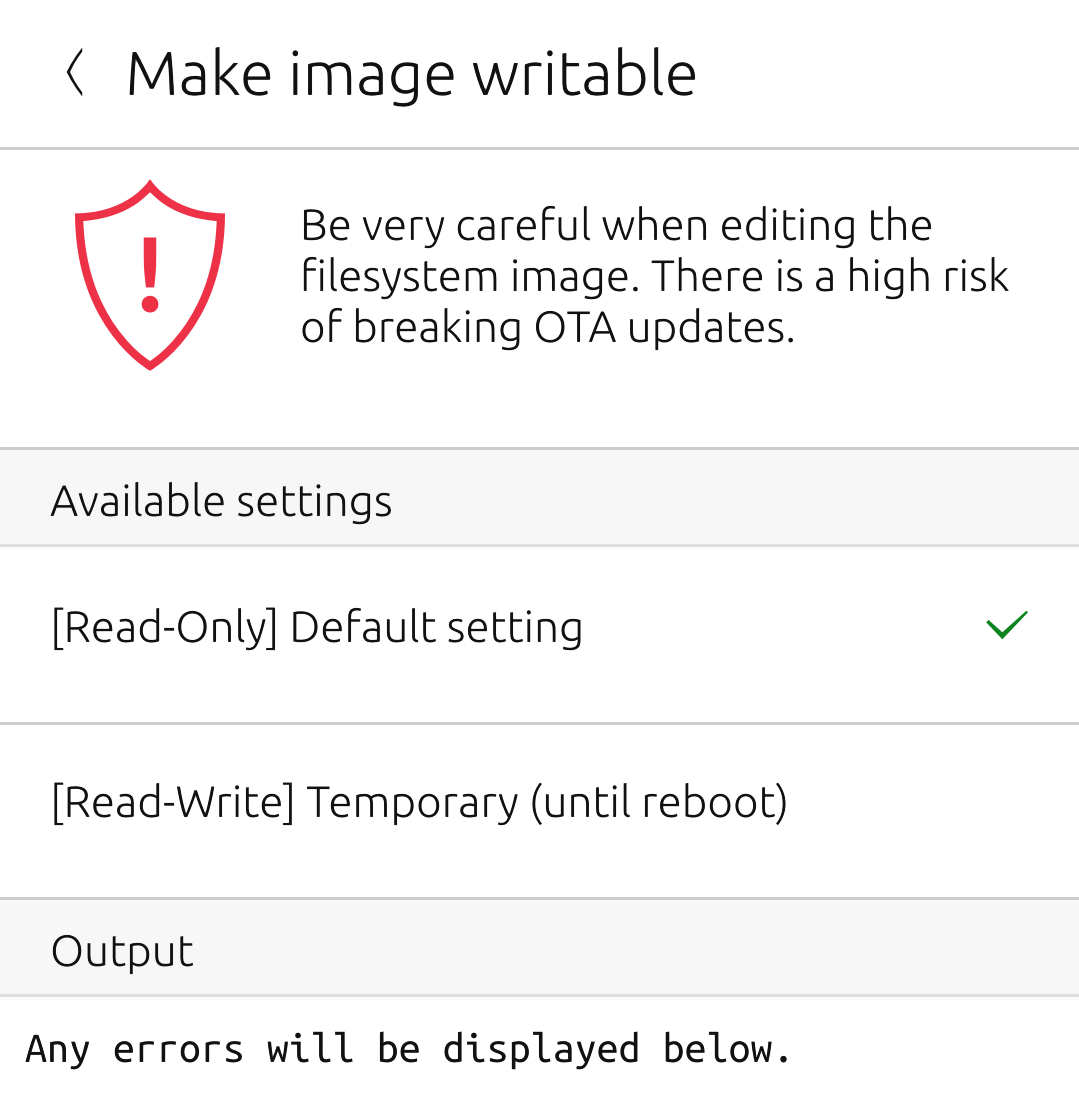 Make image writable
Be very careful when editing the
filesystem image. There is a high risk
of breaking OTA updates.
Available settings
[Read-Only] Default setting
[Read-Write] Temporary (until reboot)
Output
Any errors will be displayed below.